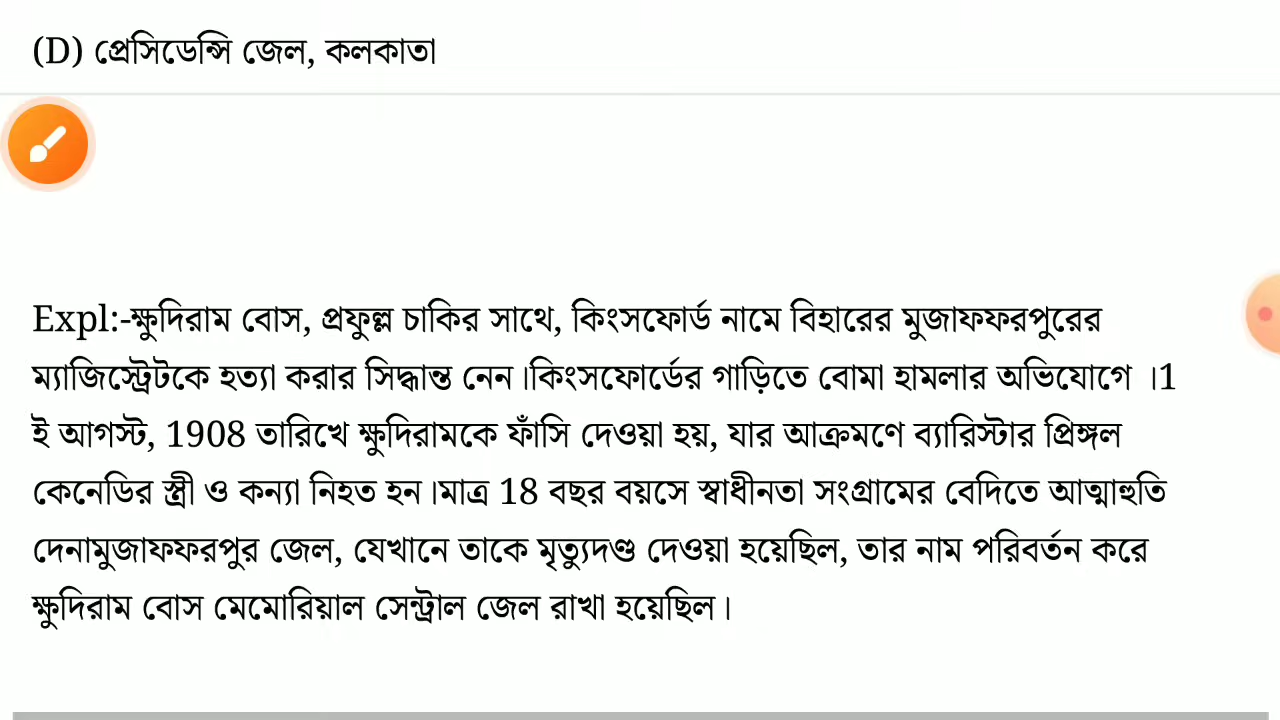 (D) প্রেসিডেন্সি জেল, কলকাতা
Expl:-ক্ষুদিরাম বোস, প্রফুল্ল চাকির সাথে, কিংসফোর্ড নামে বিহারের মুজাফফরপুরের
ম্যাজিস্ট্রেটকে হত্যা করার সিদ্ধান্ত নেন।কিংসফোর্ডের গাড়িতে বোমা হামলার অভিযোগে ।1
ই আগস্ট, 1908 তারিখে ক্ষুদিরামকে ফাঁসি দেওয়া হয়, যার আক্রমণে ব্যারিস্টার প্রিঙ্গল
কেনেডির স্ত্রী ও কন্যা নিহত হন।মাত্র 18 বছর বয়সে স্বাধীনতা সংগ্রামের বেদিতে আত্মাহুতি
দেনামুজাফফরপুর জেল, যেখানে তাকে মৃত্যুদণ্ড দেওয়া হয়েছিল, তার নাম পরিবর্তন করে
ক্ষুদিরাম বোস মেমোরিয়াল সেন্ট্রাল জেল রাখা হয়েছিল।